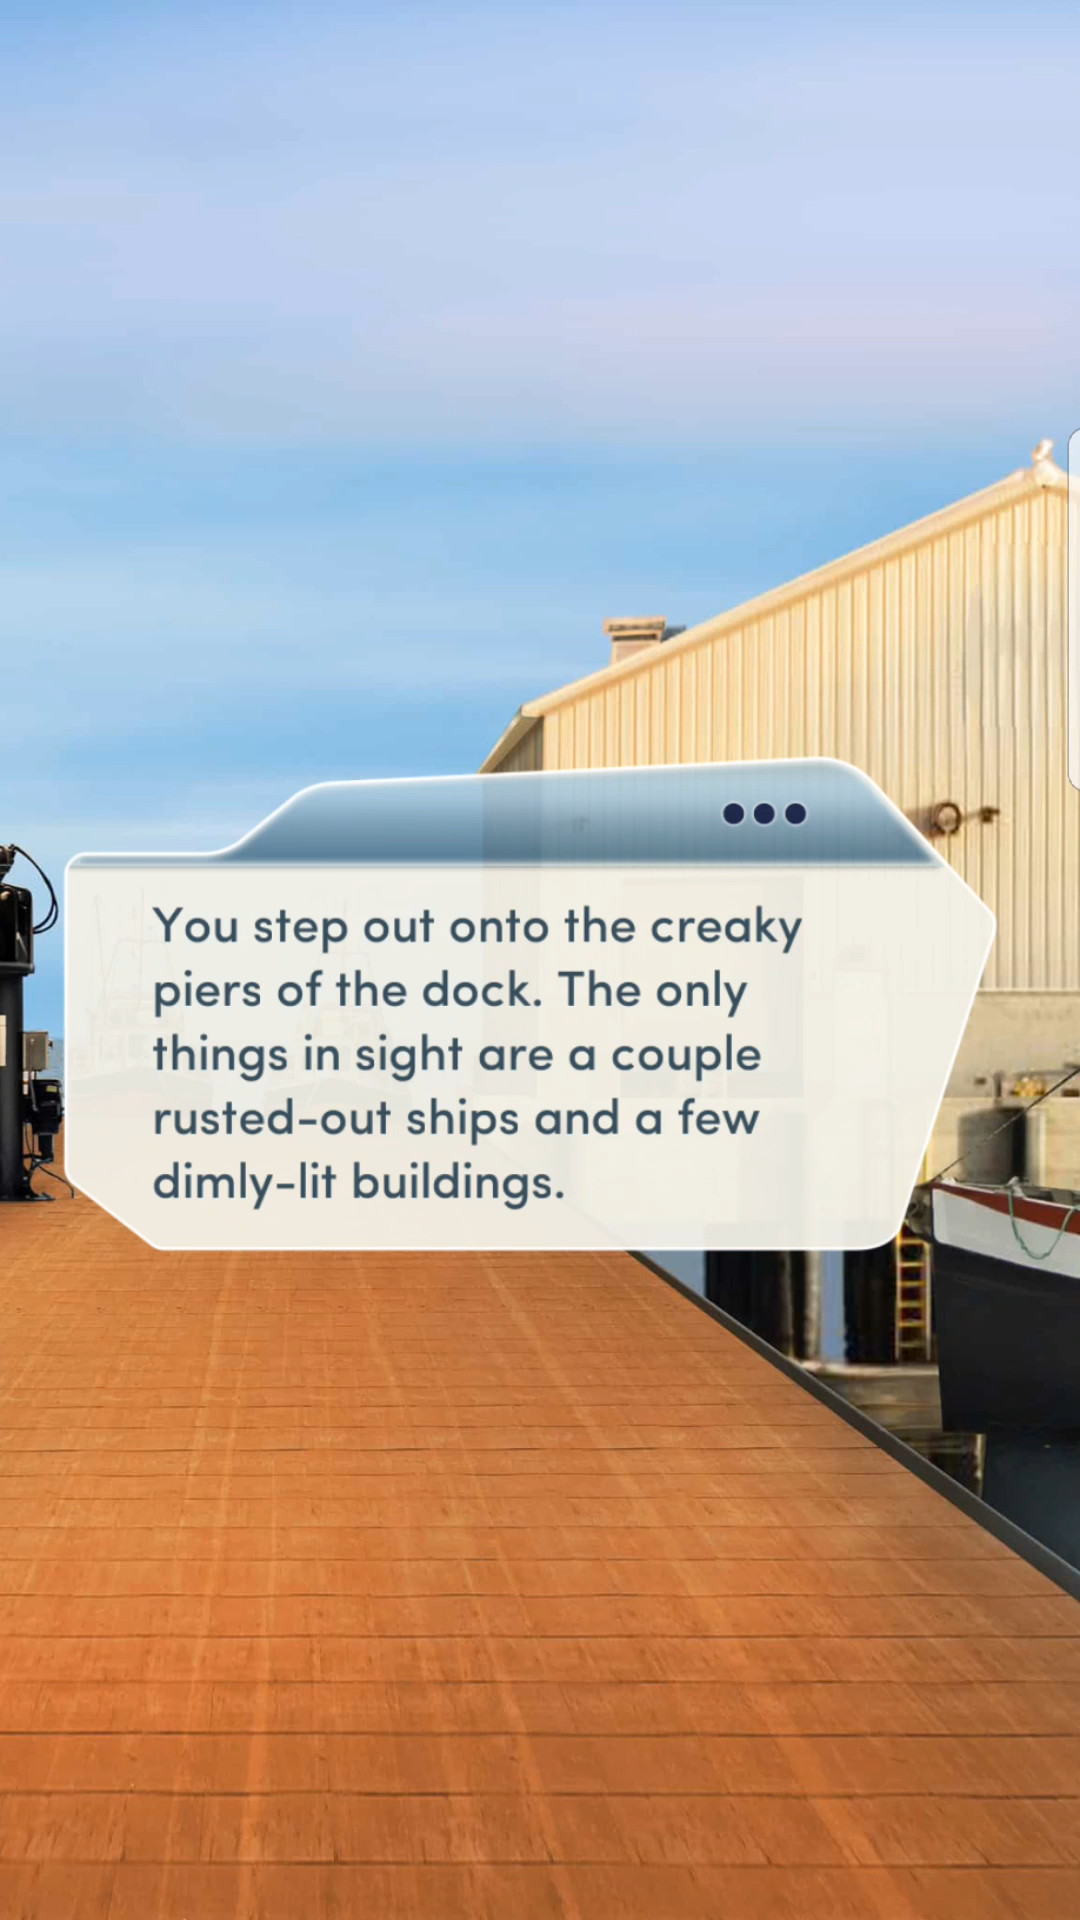 You step out onto the creaky
piers of the dock. The only
things in sight are a couple
rusted-out ships and a few
dimly-lit buildings.